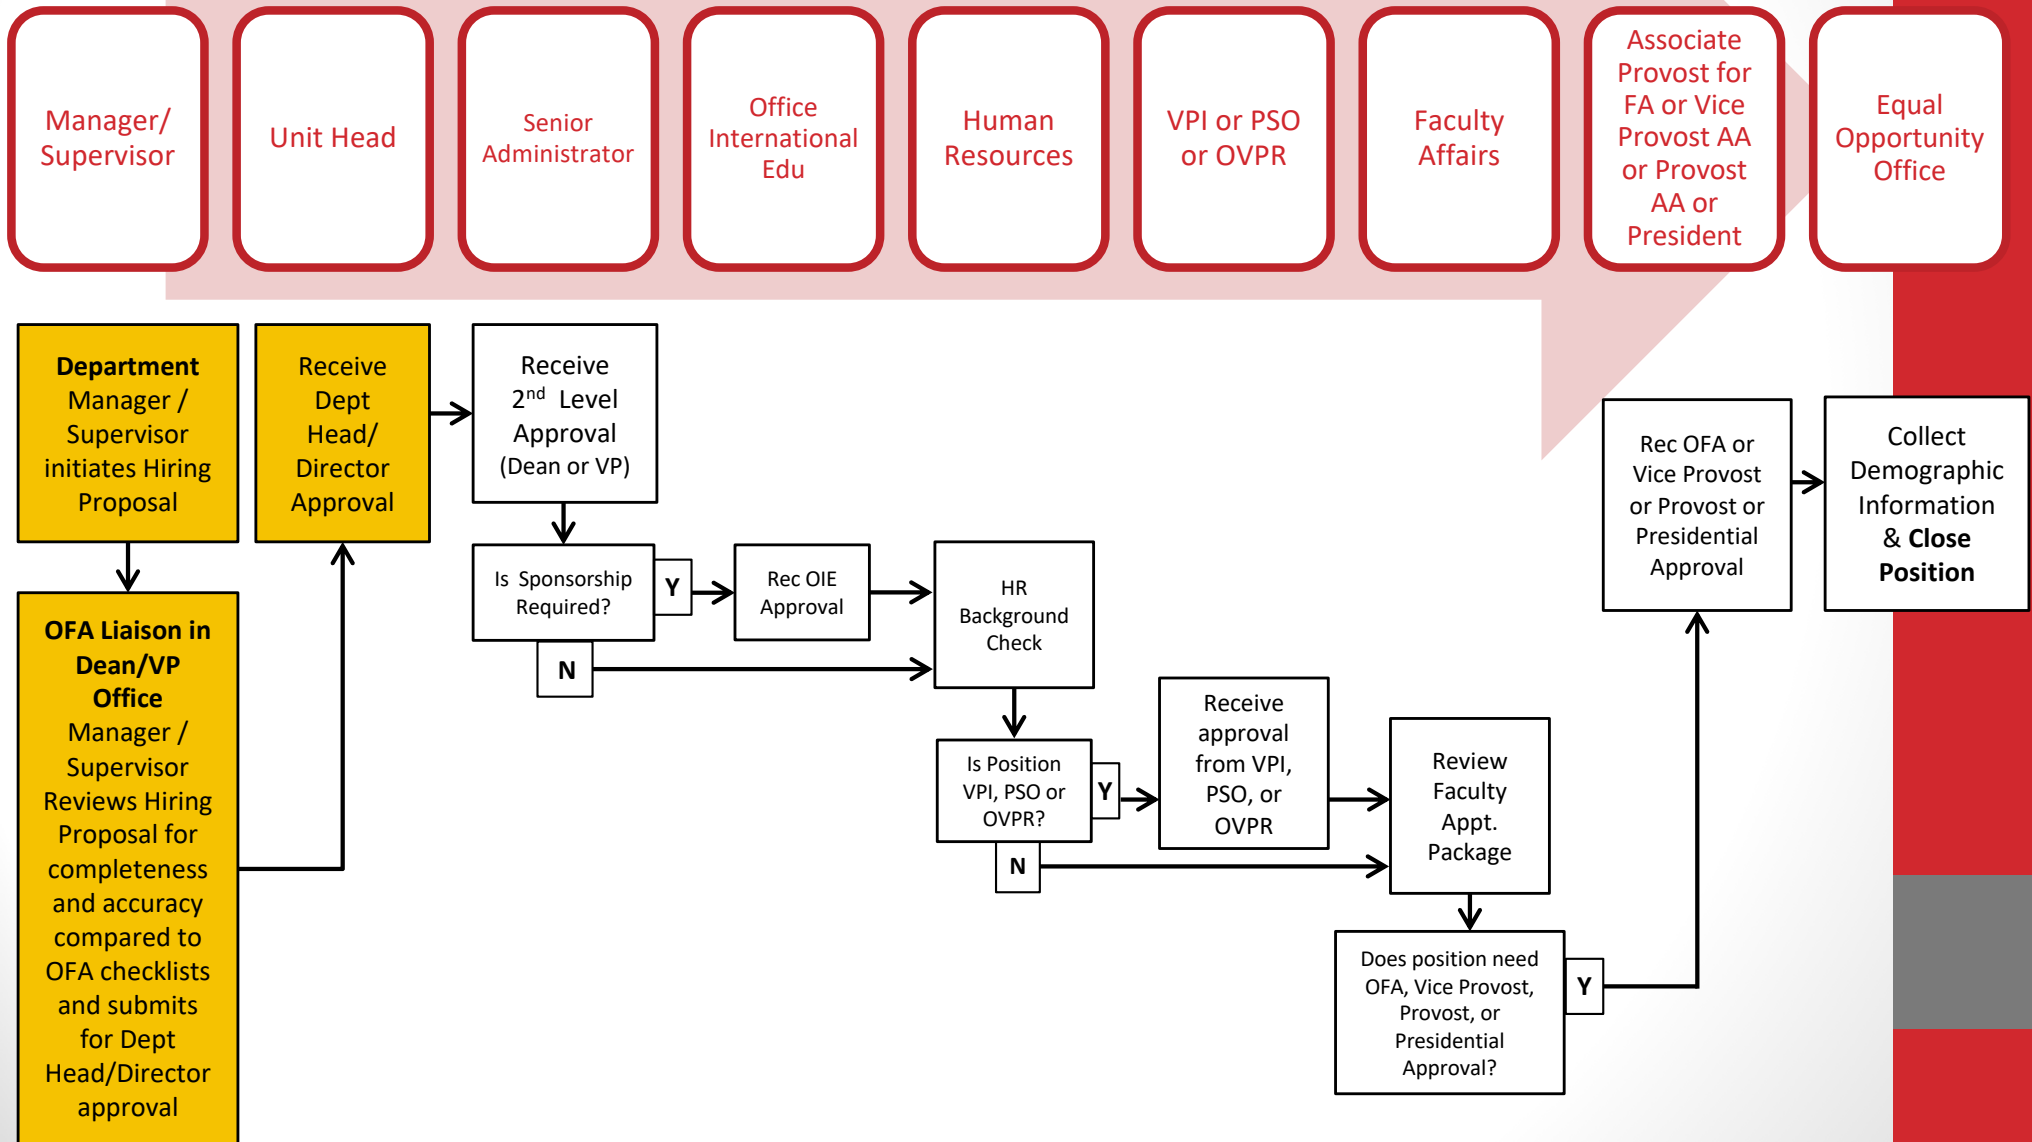 Manager/
Supervisor
Unit Head
Senior
Administrator
Office
International
Edu
Human
Resources
VPI or PSO
or OVPR
Faculty
Affairs
Associate
Provost for
FA or Vice
Provost AA
or Provost
AA or
President
Equal
Opportunity
Office
Department
Manager /
Supervisor
initiates Hiring
Proposal
OFA Liaison in
Dean/VP
Office
Manager /
Supervisor
Reviews Hiring
Proposal for
completeness
and accuracy
compared to
OFA checklists
and submits
for Dept
Head/Director
approval
Receive
Dept
Head/
Director
Approval
Receive
2nd Level
Approval
(Dean or VP)
Is Sponsorship
Required?
Y
N
Rec OIE
Approval
HR
Background
Check
Is Position
VPI, PSO or
OVPR?
Y
N
Receive
approval
from VPI,
PSO, or
OVPR
Review
Faculty
Appt.
Package
Does position need
OFA, Vice Provost,
Provost, or
Presidential
Approval?
Y
Rec OFA or
Vice Provost
or Provost or
Presidential
Approval
Collect
Demographic
Information
& Close
Position